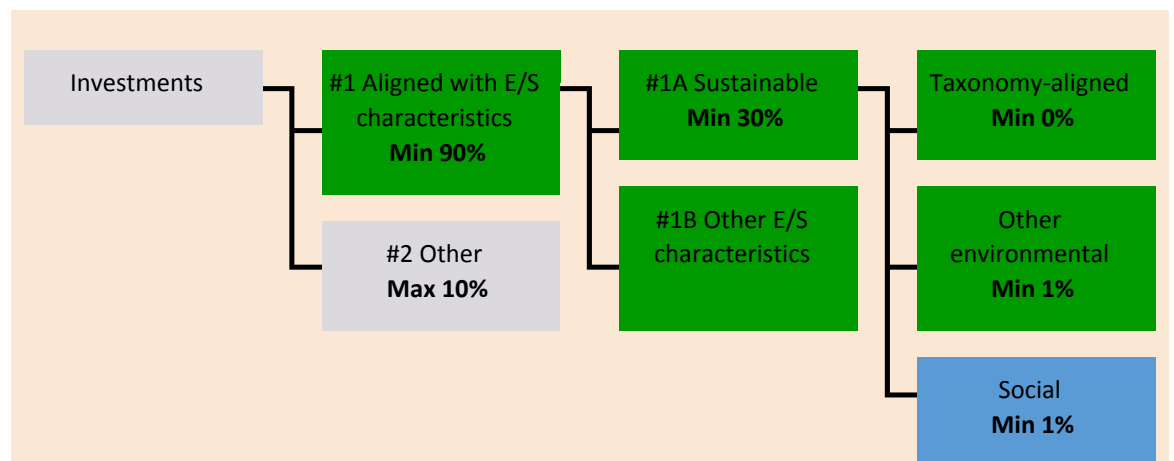 Investments
#1 Aligned with E/S
characteristics
Min 90%
#2 Other
Max 10%
#1A Sustainable
Min 30%
#1B Other E/S
characteristics
Taxonomy-aligned
Min 0%
Other
environmental
Min 1%
Social
Min 1%